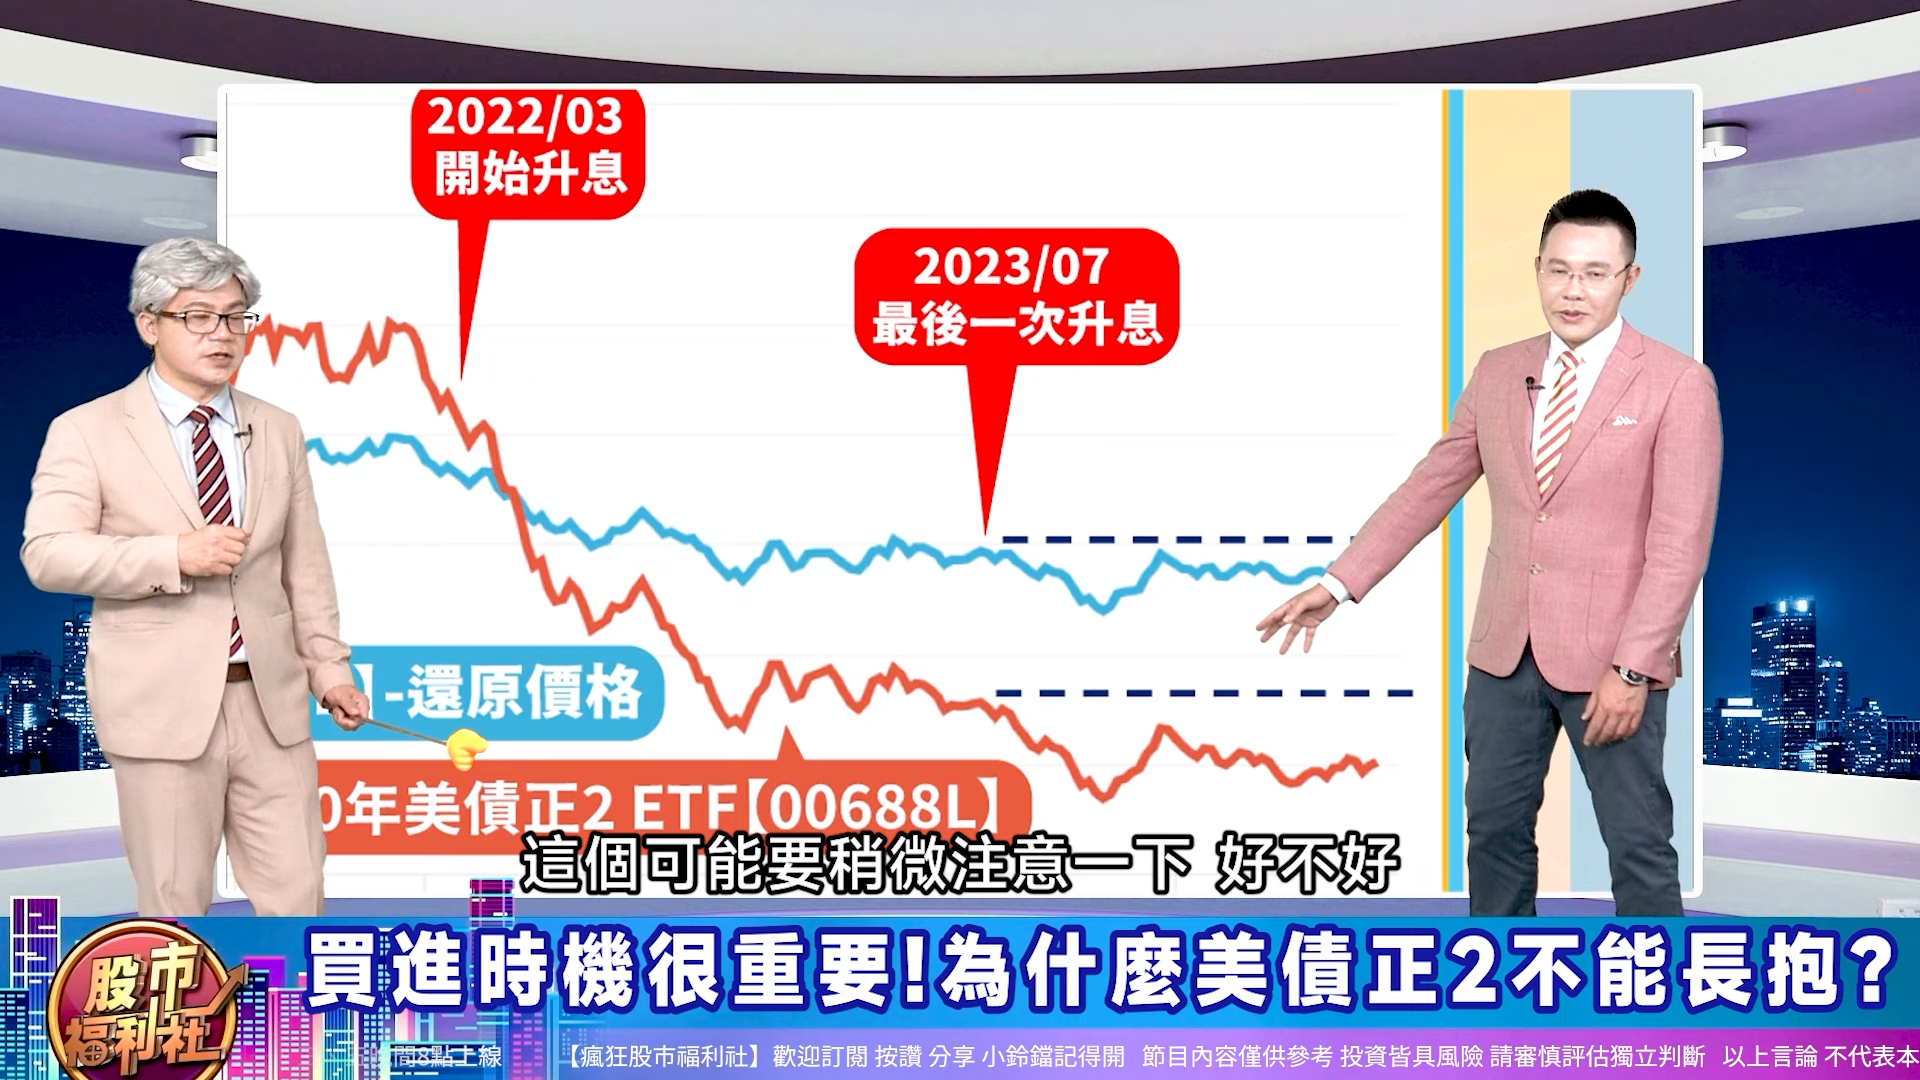 2022/03
開始升息
2023/07
最後一次升息
】-還原價格
0年美債正2 ETF【00688L】
這個可能要稍微注意一下 好不好
買進時機很重要!為什麼美債正2不能長抱?
股市
福利社
間8點上線 【瘋狂股市福利社】歡迎訂閱 按讚 分享 小鈴鐺記得開 節目內容僅供參考 投資皆具風險 請審慎評估獨立判斷 以上言論 不代表本